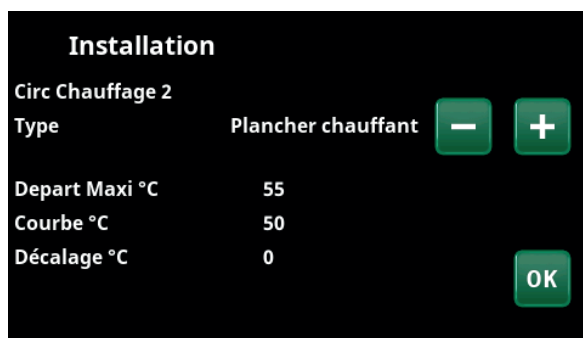 Installation
Circ Chauffage 2
Type Plancher chauffant − +
Depart Maxi °C 55
Courbe °C 50
Décalage °C 0
OK